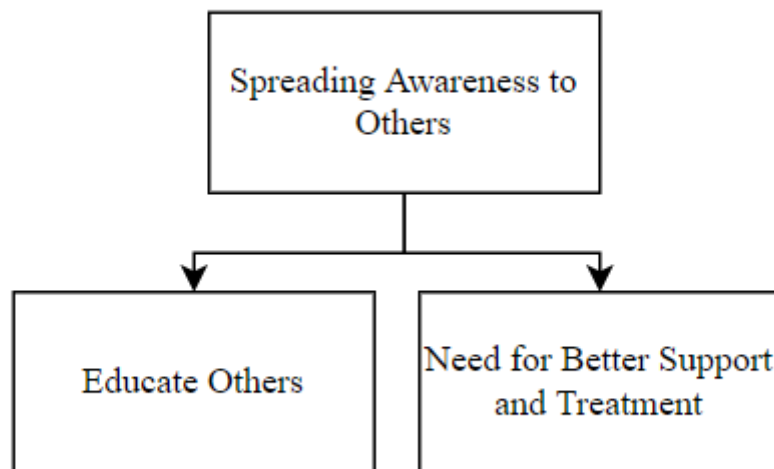 Spreading Awareness to
Others
Educate Others
Need for Better Support
and Treatment